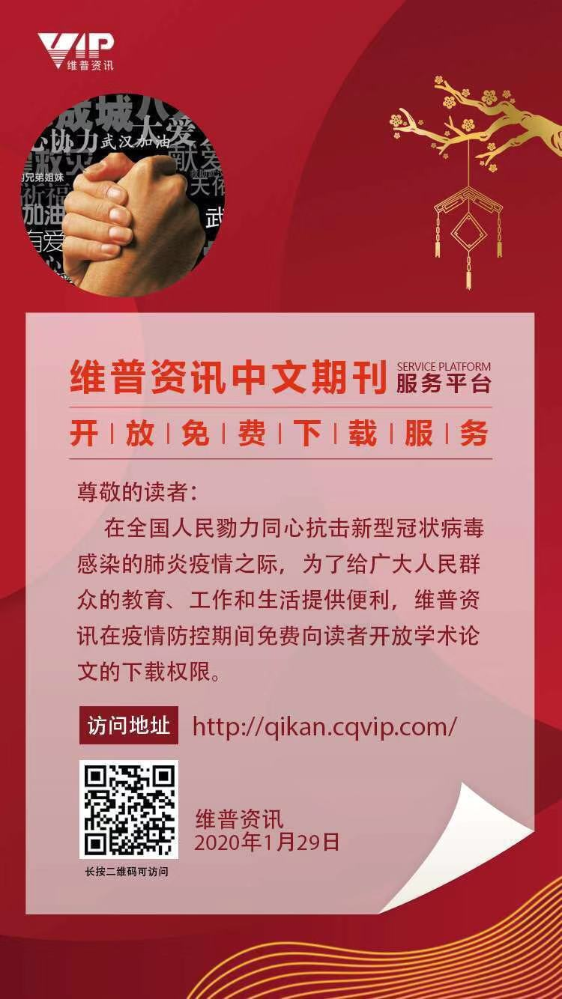 VIP
维普资讯
成城八
心协力武汉加油
大爱
救灾
献爱
救助武
的兄弟姐妹
天佑
祈福
加油
武
有爱
心
维普资讯中文期刊
SERVICE PLATFORM
服务平台
开|放|免|费|下|载|服|务
尊敬的读者：
在全国人民勠力同心抗击新型冠状病毒
感染的肺炎疫情之际，为了给广大人民群
众的教育、工作和生活提供便利，维普资
讯在疫情防控期间免费向读者开放学术论
文的下载权限。
访问地址 http://qikan.cqvip.com/
维普资讯
2020年1月29日
长按二维码可访问